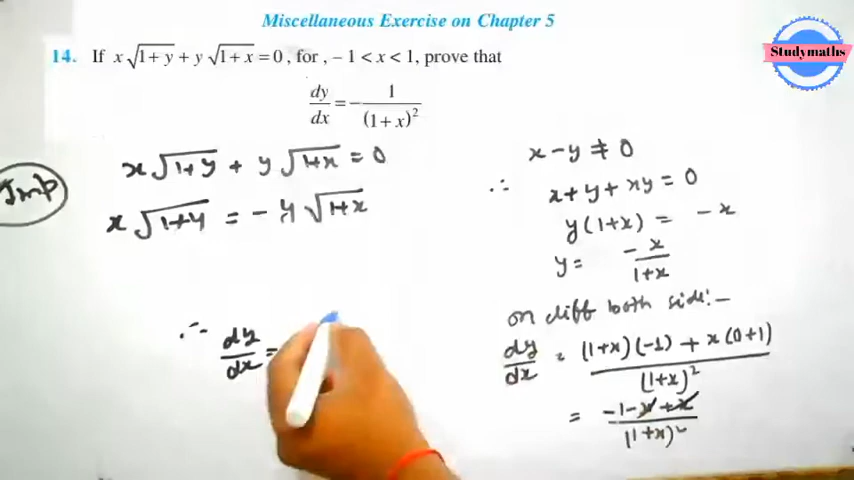 Miscellaneous Exercise on Chapter 5
Studymaths
14. If x√(1+y) + y√(1+x) = 0, for, −1 < x < 1, prove that
dy/dx = −1/(1+x)²
Imp
x√(1+y) + y√(1+x) = 0
x√(1+y) = −y√(1+x)
∴ dy/dx =
x−y ≠ 0
∴ x+y+xy = 0
y(1+x) = −x
y = −x/(1+x)
on diff both side:−
dy/dx = ((1+x)(−1) + x(0+1))/(1+x)²
= (−1−x+x)/(1+x)²